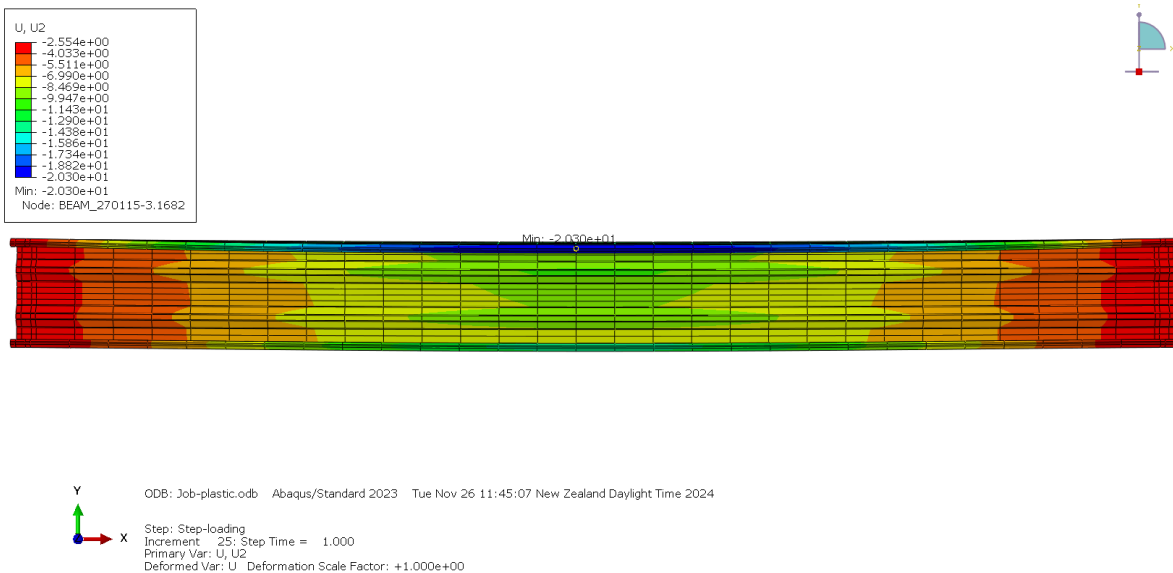 U, U2
-2.554e+00
-4.033e+00
-5.511e+00
-6.990e+00
-8.469e+00
-9.947e+00
-1.143e+01
-1.290e+01
-1.438e+01
-1.586e+01
-1.734e+01
-1.882e+01
-2.030e+01
Min: -2.030e+01
Node: BEAM_270115-3.1682
Min: -2.030e+01
Y
X
ODB: Job-plastic.odb Abaqus/Standard 2023 Tue Nov 26 11:45:07 New Zealand Daylight Time 2024
Step: Step-loading
Increment 25: Step Time = 1.000
Primary Var: U, U2
Deformed Var: U Deformation Scale Factor: +1.000e+00